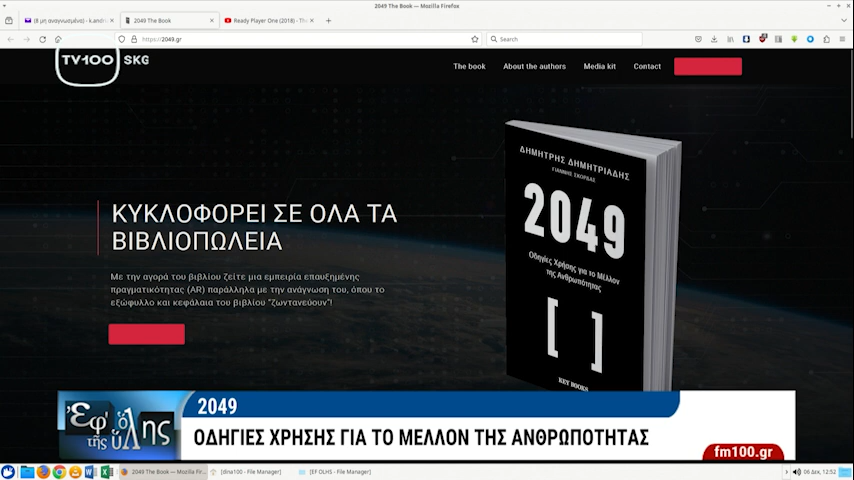 2049 The Book — Mozilla Firefox
2049 The Book
Ready Player One (2018) - The
https://2049.gr
Search
TV100 SKG
The book
About the authors
Media kit
Contact
ΚΥΚΛΟΦΟΡΕΙ ΣΕ ΟΛΑ ΤΑ
ΒΙΒΛΙΟΠΩΛΕΙΑ
Με την αγορά του βιβλίου ζείτε μια εμπειρία επαυξημένης
πραγματικότητας (AR) παράλληλα με την ανάγνωση του, όπου το
εξώφυλλο και κεφάλαια του βιβλίου "ζωντανεύουν"!
ΔΗΜΗΤΡΗΣ ΔΗΜΗΤΡΙΑΔΗΣ
ΓΙΑΝΝΗΣ ΣΚΟΡΔΑΣ
2049
Οδηγίες Χρήσης για το Μέλλον
της Ανθρωπότητας
[ ]
KEY BOOKS
Ἐφ' ὅλης
τῆς ὕλης
2049
ΟΔΗΓΙΕΣ ΧΡΗΣΗΣ ΓΙΑ ΤΟ ΜΕΛΛΟΝ ΤΗΣ ΑΝΘΡΩΠΟΤΗΤΑΣ
fm100.gr
2049 The Book — Mozilla Fir...
[dina100 - File Manager]
[EF OLHS - File Manager]
06 Δεκ, 12:52